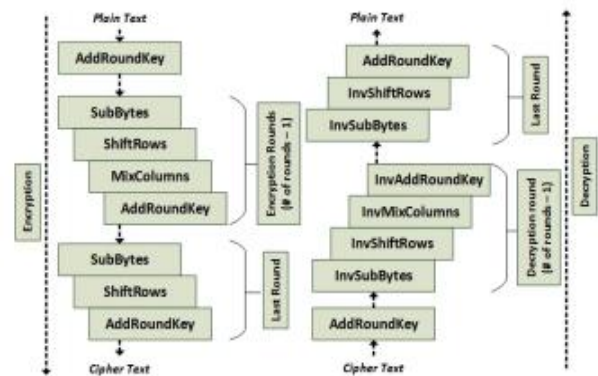 Plain Text
AddRoundKey
SubBytes
ShiftRows
MixColumns
AddRoundKey
SubBytes
ShiftRows
AddRoundKey
Cipher Text
Encryption
Encryption Rounds
(# of rounds – 1)
Last Round
Plain Text
AddRoundKey
InvShiftRows
InvSubBytes
InvAddRoundKey
InvMixColumns
InvShiftRows
InvSubBytes
AddRoundKey
Cipher Text
Last Round
Decryption round
(# of rounds – 1)
Decryption